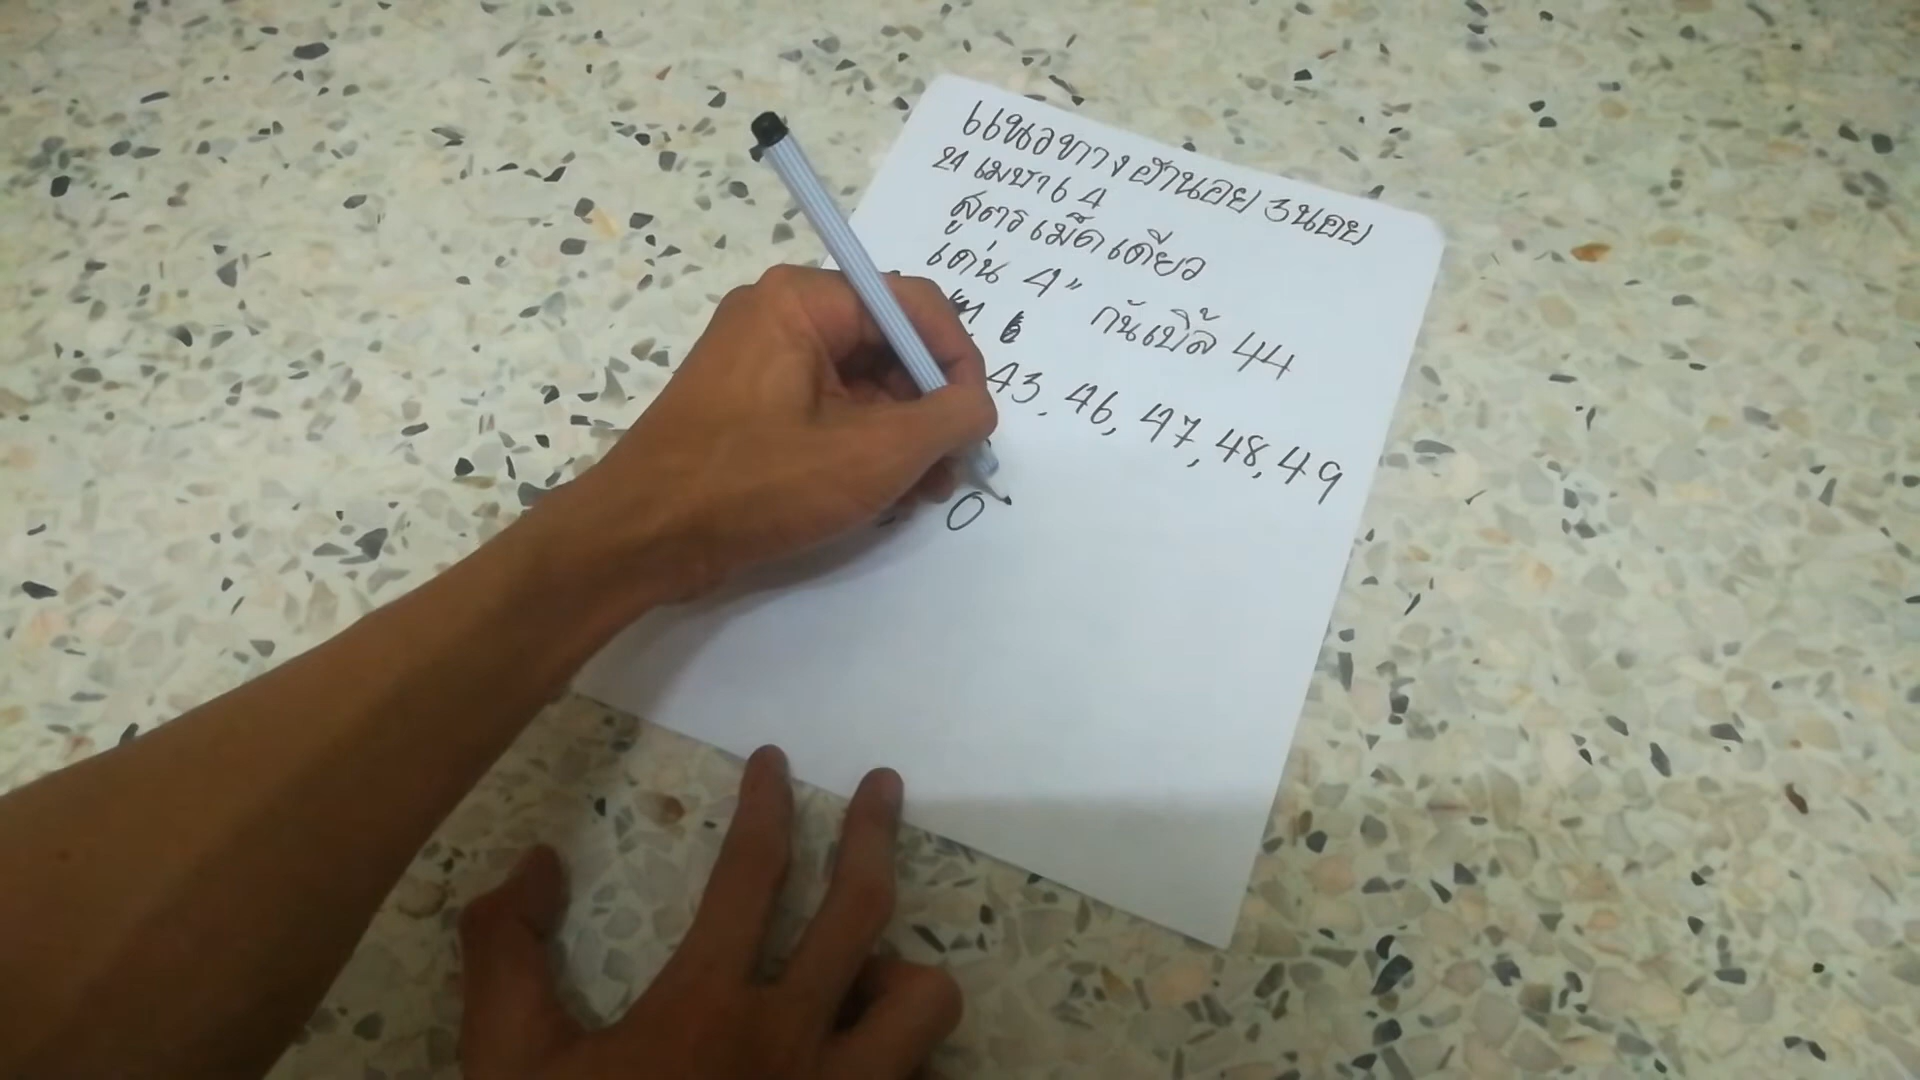 แนวทางฮานอย วันอย
24 เมษา 64
สูตรเม็ดเดียว
เด่น 4" กันเบิ้ล 44
43, 46, 47, 48, 49
0